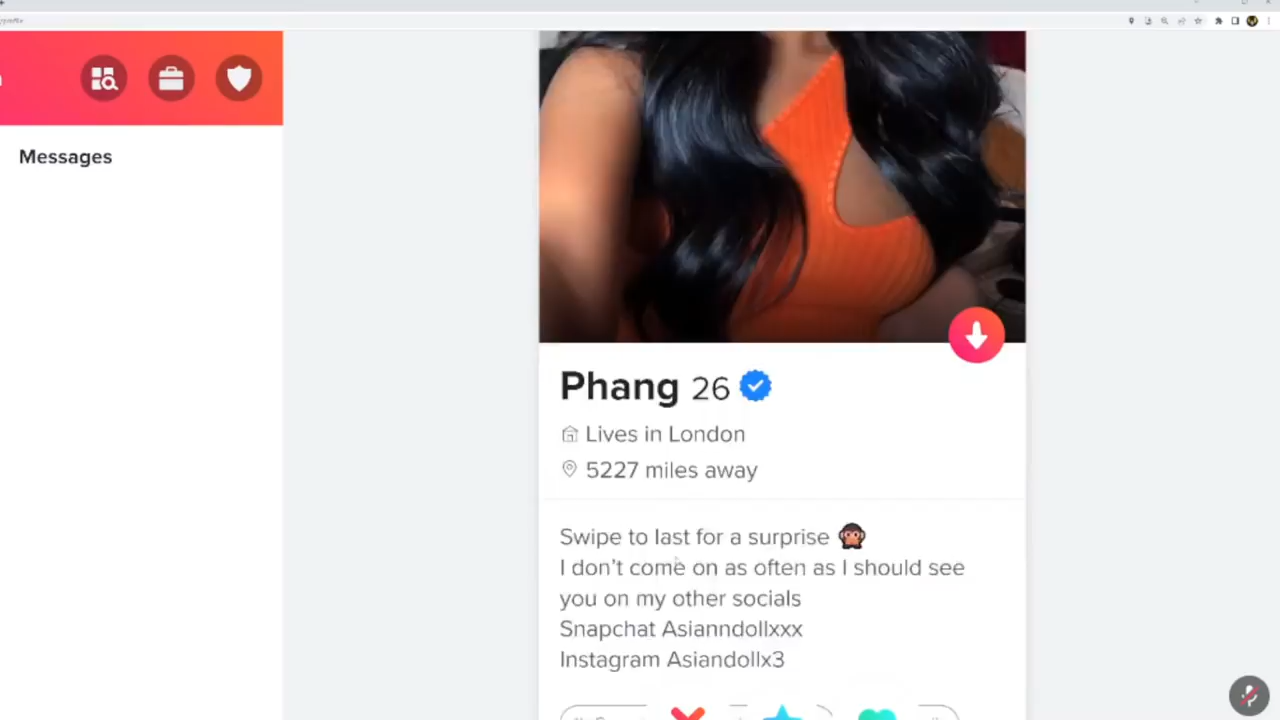 Messages
Phang 26
Lives in London
5227 miles away
Swipe to last for a surprise 🙊
I don't come on as often as I should see
you on my other socials
Snapchat Asianndollxxx
Instagram Asiandollx3